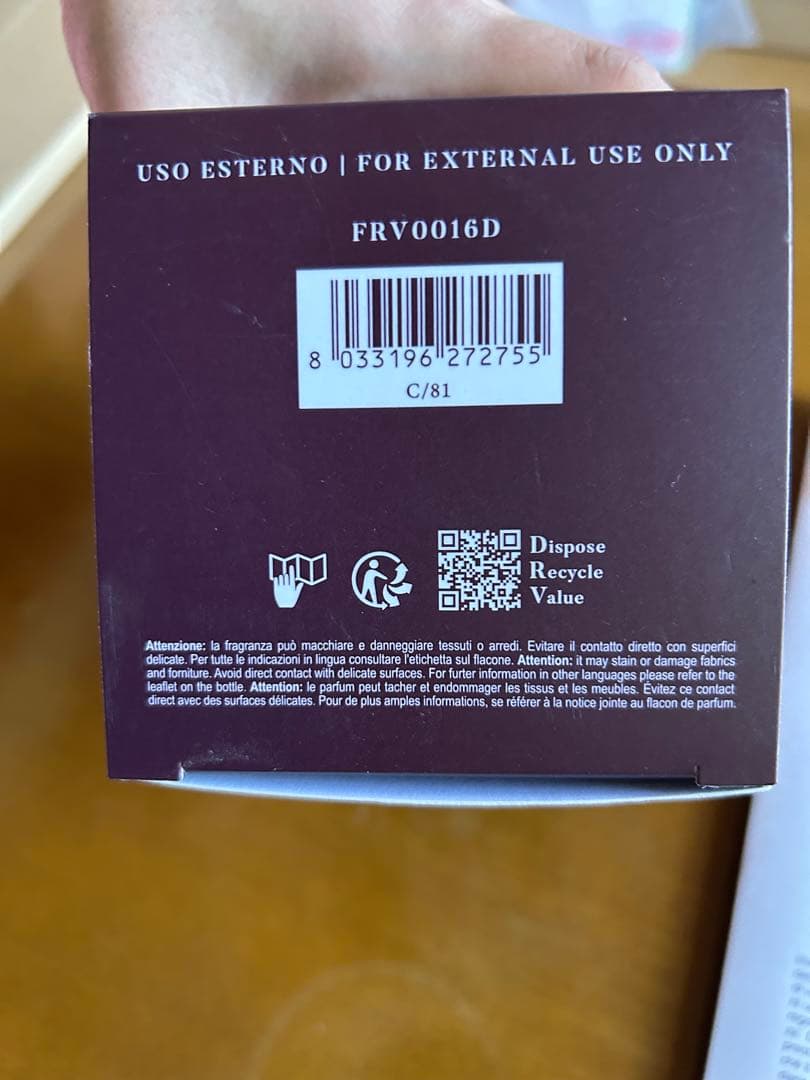 USO ESTERNO | FOR EXTERNAL USE ONLY
FRV0016D
8 033196 272755
C/81
Dispose
Recycle
Value
Attenzione: la fragranza può macchiare e danneggiare tessuti o arredi. Evitare il contatto diretto con superfici
delicate. Per tutte le indicazioni in lingua consultare l'etichetta sul flacone. Attention: it may stain or damage fabrics
and forniture. Avoid direct contact with delicate surfaces. For furter information in other languages please refer to the
leaflet on the bottle. Attention: le parfum peut tacher et endommager les tissus et les meubles. Évitez ce contact
direct avec des surfaces délicates. Pour de plus amples informations, se référer à la notice jointe au flacon de parfum.